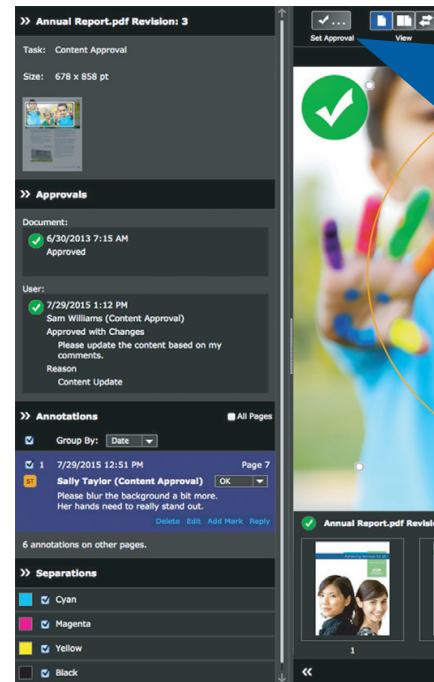 Annual Report.pdf Revision: 3
Task: Content Approval
Size: 678 x 858 pt
Approvals
Document:
6/30/2013 7:15 AM
Approved
User:
7/29/2015 1:12 PM
Sam Williams (Content Approval)
Approved with Changes
Please update the content based on my
comments.
Reason
Content Update
Annotations All Pages
Group By: Date
1 7/29/2015 12:51 PM Page 7
ST Sally Taylor (Content Approval) OK
Please blur the background a bit more.
Her hands need to really stand out.
Delete Edit Add Mark Reply
6 annotations on other pages.
Separations
Cyan
Magenta
Yellow
Black
...
Set Approval View
Annual Report.pdf Revisio
1